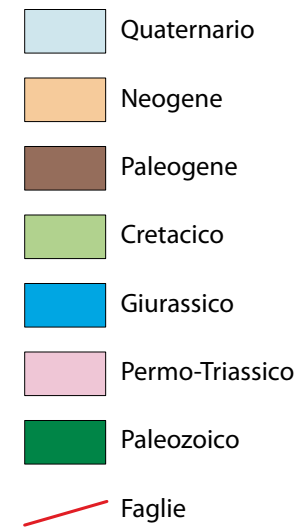 Quaternario
Neogene
Paleogene
Cretacico
Giurassico
Permo-Triassico
Paleozoico
Faglie